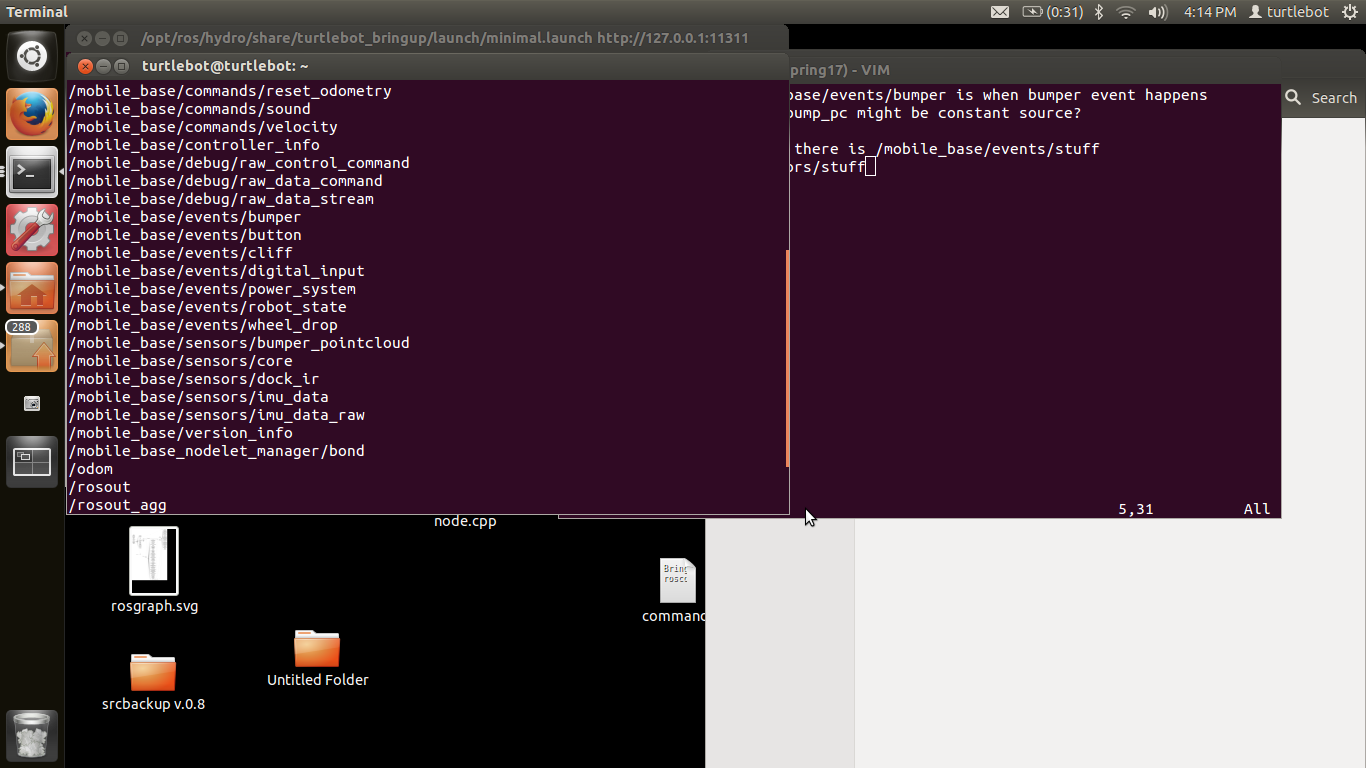 Terminal
(0:31)
4:14 PM
turtlebot
/opt/ros/hydro/share/turtlebot_bringup/launch/minimal.launch http://127.0.0.1:11311
turtlebot@turtlebot: ~
pring17) - VIM
/mobile_base/commands/reset_odometry
/mobile_base/commands/sound
/mobile_base/commands/velocity
/mobile_base/controller_info
/mobile_base/debug/raw_control_command
/mobile_base/debug/raw_data_command
/mobile_base/debug/raw_data_stream
/mobile_base/events/bumper
/mobile_base/events/button
/mobile_base/events/cliff
/mobile_base/events/digital_input
/mobile_base/events/power_system
/mobile_base/events/robot_state
/mobile_base/events/wheel_drop
/mobile_base/sensors/bumper_pointcloud
/mobile_base/sensors/core
/mobile_base/sensors/dock_ir
/mobile_base/sensors/imu_data
/mobile_base/sensors/imu_data_raw
/mobile_base/version_info
/mobile_base_nodelet_manager/bond
/odom
/rosout
/rosout_agg
base/events/bumper is when bumper event happens
bump_pc might be constant source?
there is /mobile_base/events/stuff
ors/stuff
5,31
All
Search
288
node.cpp
rosgraph.svg
Bring
rosco
command
Untitled Folder
srcbackup v.0.8